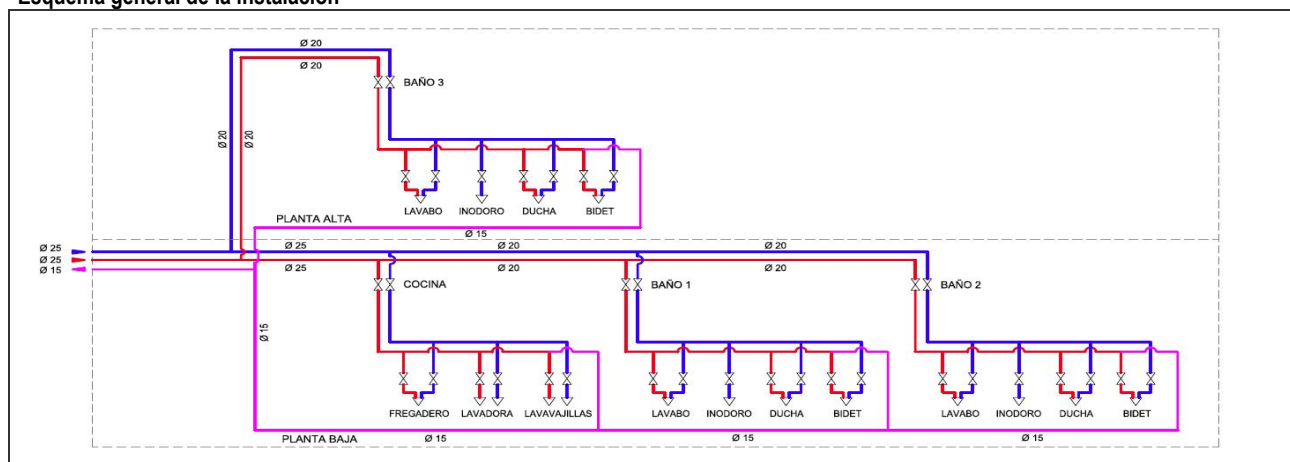 Esquema general de la instalación
Ø 20
Ø 20
BAÑO 3
Ø 20
Ø 20
LAVABO INODORO DUCHA BIDET
PLANTA ALTA
Ø 15
Ø 25 Ø 25 Ø 20 Ø 20
Ø 25
Ø 15 Ø 25 Ø 20 Ø 20
COCINA BAÑO 1 BAÑO 2
Ø 15
FREGADERO LAVADORA LAVAVAJILLAS LAVABO INODORO DUCHA BIDET LAVABO INODORO DUCHA BIDET
PLANTA BAJA Ø 15 Ø 15 Ø 15